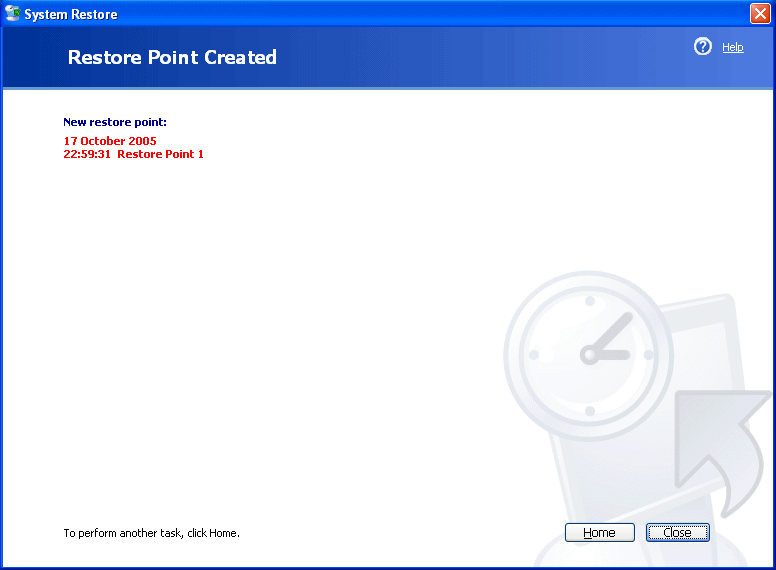 System Restore
Restore Point Created
Help
New restore point:
17 October 2005
22:59:31 Restore Point 1
To perform another task, click Home.
Home
Close